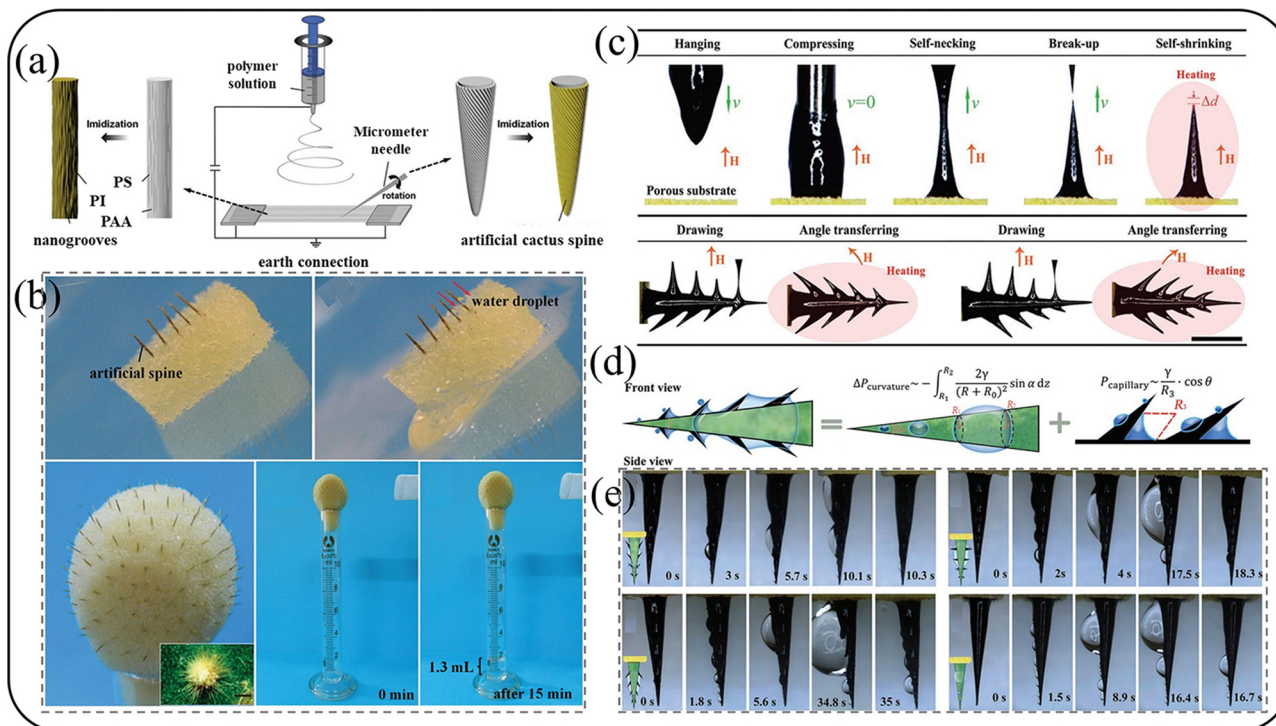 (a)
polymer
solution
Imidization
Imidization
Micrometer
needle
rotation
PS
PI
PAA
nanogrooves
artificial cactus spine
earth connection
(b)
artificial spine
water droplet
1.3 mL
0 min
after 15 min
(c)
Hanging Compressing Self-necking Break-up Self-shrinking
Heating
Δd
v v=0 v v
H H H H H
Porous substrate
Drawing Angle transferring Drawing Angle transferring
H H H H
Heating Heating
(d)
Front view
ΔP_curvature ~ -∫_{R₁}^{R₂} 2γ/(R + R₀)² sin α dz
P_capillary ~ γ/R₃ · cos θ
R₁ R₂ R₃
= +
Side view
(e)
0 s 3 s 5.7 s 10.1 s 10.3 s 0 s 2s 4 s 17.5 s 18.3 s
0 s 1.8 s 5.6 s 34.8 s 35 s 0 s 1.5 s 8.9 s 16.4 s 16.7 s